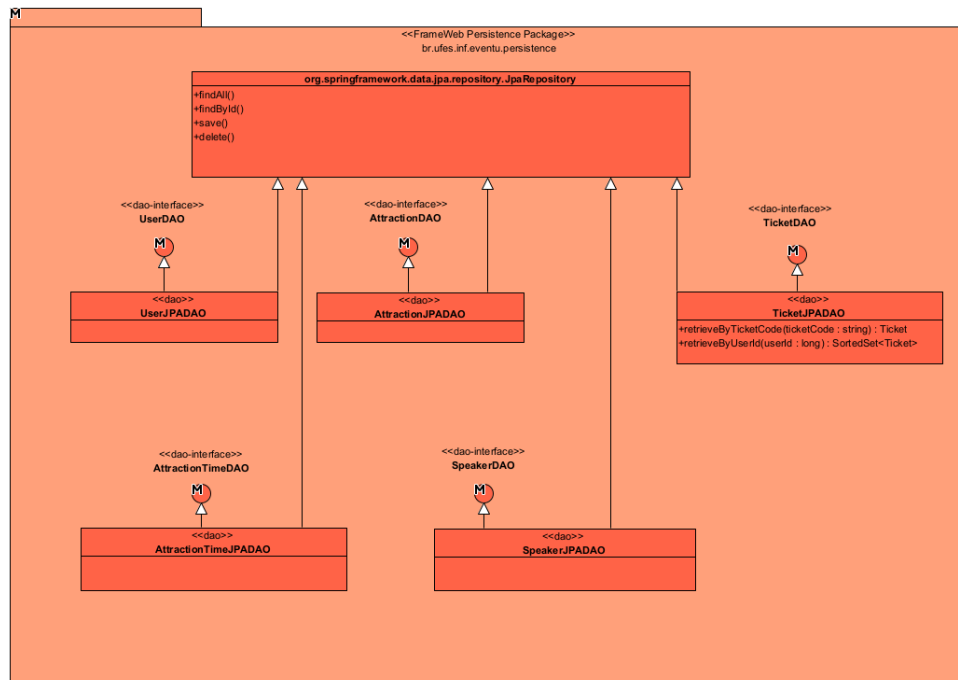 M
<<FrameWeb Persistence Package>>
br.ufes.inf.eventu.persistence
org.springframework.data.jpa.repository.JpaRepository
+findAll()
+findById()
+save()
+delete()
<<dao-interface>>
UserDAO
M
<<dao>>
UserJPADAO
<<dao-interface>>
AttractionDAO
M
<<dao>>
AttractionJPADAO
<<dao-interface>>
TicketDAO
M
<<dao>>
TicketJPADAO
+retrieveByTicketCode(ticketCode : string) : Ticket
+retrieveByUserId(userId : long) : SortedSet<Ticket>
<<dao-interface>>
AttractionTimeDAO
M
<<dao>>
AttractionTimeJPADAO
<<dao-interface>>
SpeakerDAO
M
<<dao>>
SpeakerJPADAO